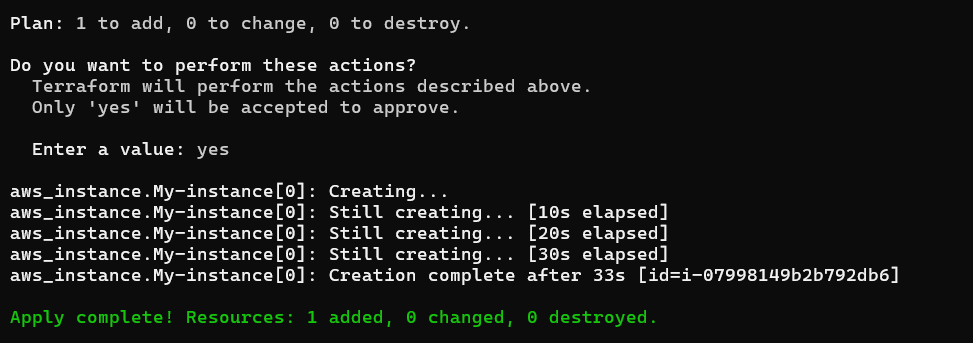 Plan: 1 to add, 0 to change, 0 to destroy.
Do you want to perform these actions?
Terraform will perform the actions described above.
Only 'yes' will be accepted to approve.
Enter a value: yes
aws_instance.My-instance[0]: Creating...
aws_instance.My-instance[0]: Still creating... [10s elapsed]
aws_instance.My-instance[0]: Still creating... [20s elapsed]
aws_instance.My-instance[0]: Still creating... [30s elapsed]
aws_instance.My-instance[0]: Creation complete after 33s [id=i-07998149b2b792db6]
Apply complete! Resources: 1 added, 0 changed, 0 destroyed.